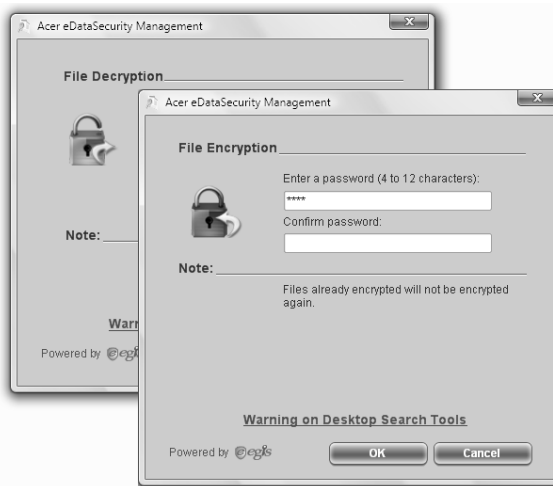 Acer eDataSecurity Management
x
File Decryption
Note:
Warn
Powered by egis
Acer eDataSecurity Management
x
File Encryption
Enter a password (4 to 12 characters):
****
Confirm password:
Note:
Files already encrypted will not be encrypted
again.
Warning on Desktop Search Tools
Powered by egis
OK
Cancel